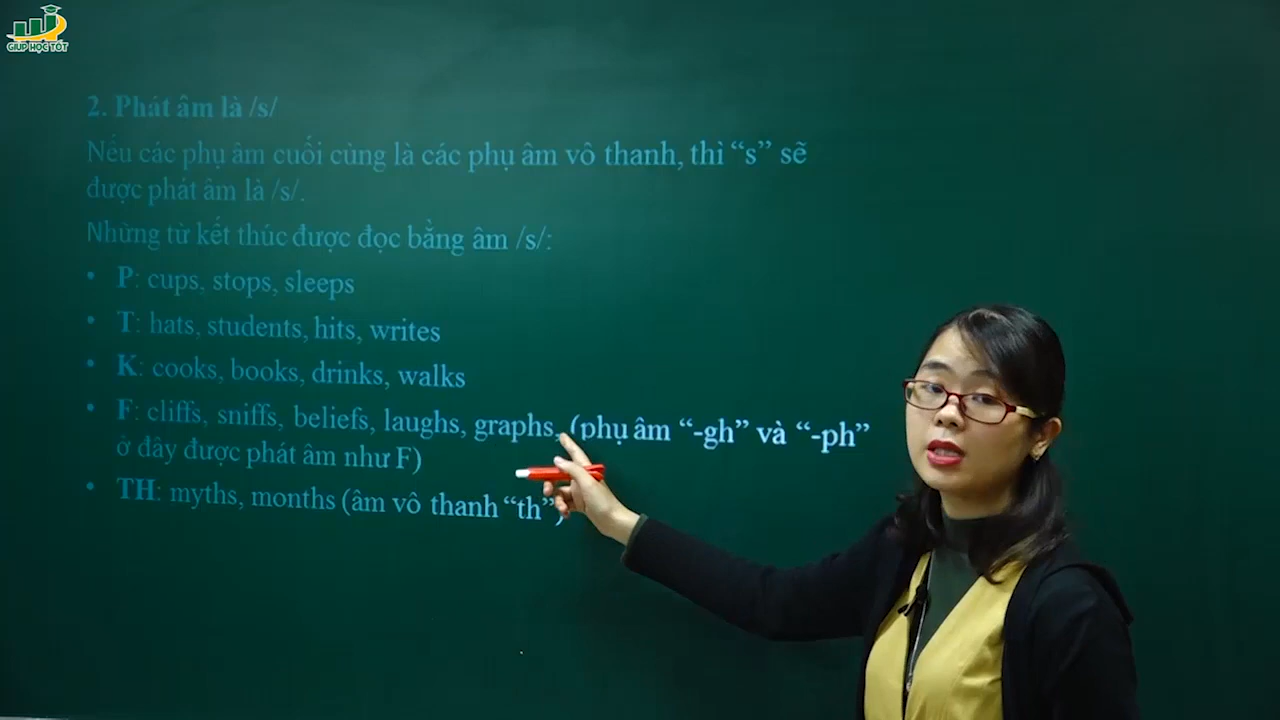 GIÚP HỌC TỐT
2. Phát âm là /s/
Nếu các phụ âm cuối cùng là các phụ âm vô thanh, thì “s” sẽ
được phát âm là /s/.
Những từ kết thúc được đọc bằng âm /s/:
• P: cups, stops, sleeps
• T: hats, students, hits, writes
• K: cooks, books, drinks, walks
• F: cliffs, sniffs, beliefs, laughs, graphs, (phụ âm “-gh” và “-ph”
ở đây được phát âm như F)
• TH: myths, months (âm vô thanh “th”)